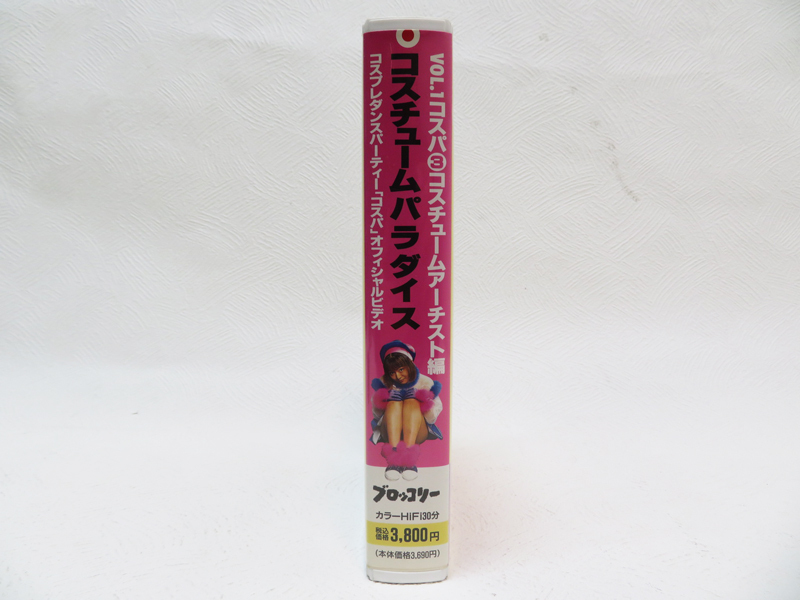 VOL.1コスパ③コスチュームアーチスト編
コスチュームパラダイス
コスプレダンスパーティー「コスパ」オフィシャルビデオ
ブロッコリー
カラーHiFi30分
税込価格3,800円
(本体価格3,690円)